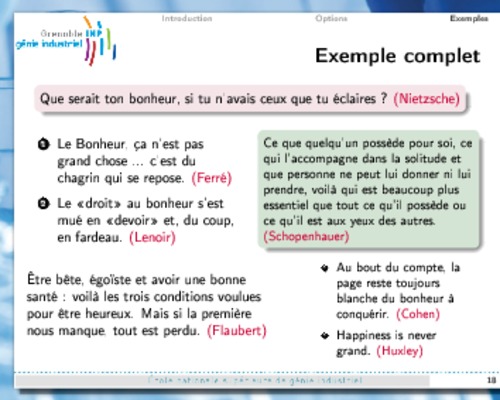 Grenoble INP
génie industriel
Introduction Options Exemples
Exemple complet
Que serait ton bonheur, si tu n'avais ceux que tu éclaires ? (Nietzsche)
1 Le Bonheur, ça n'est pas
grand chose ... c'est du
chagrin qui se repose. (Ferré)
2 Le «droit» au bonheur s'est
mué en «devoir» et, du coup,
en fardeau. (Lenoir)
Ce que quelqu'un possède pour soi, ce
qui l'accompagne dans la solitude et
que personne ne peut lui donner ni lui
prendre, voilà qui est beaucoup plus
essentiel que tout ce qu'il possède ou
ce qu'il est aux yeux des autres.
(Schopenhauer)
Être bête, égoïste et avoir une bonne
santé : voilà les trois conditions voulues
pour être heureux. Mais si la première
nous manque, tout est perdu. (Flaubert)
Au bout du compte, la
page reste toujours
blanche du bonheur à
conquérir. (Cohen)
Happiness is never
grand. (Huxley)
École nationale supérieure de génie industriel
18